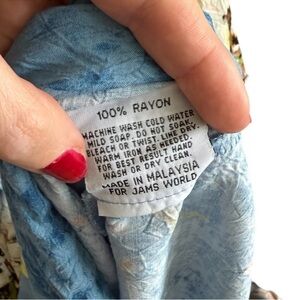 100% RAYON
MACHINE WASH COLD WATER
MILD SOAP. DO NOT SOAK,
BLEACH OR TWIST. LINE DRY.
WARM IRON AS NEEDED.
FOR BEST RESULT HAND
WASH OR DRY CLEAN.
MADE IN MALAYSIA
FOR JAMS WORLD